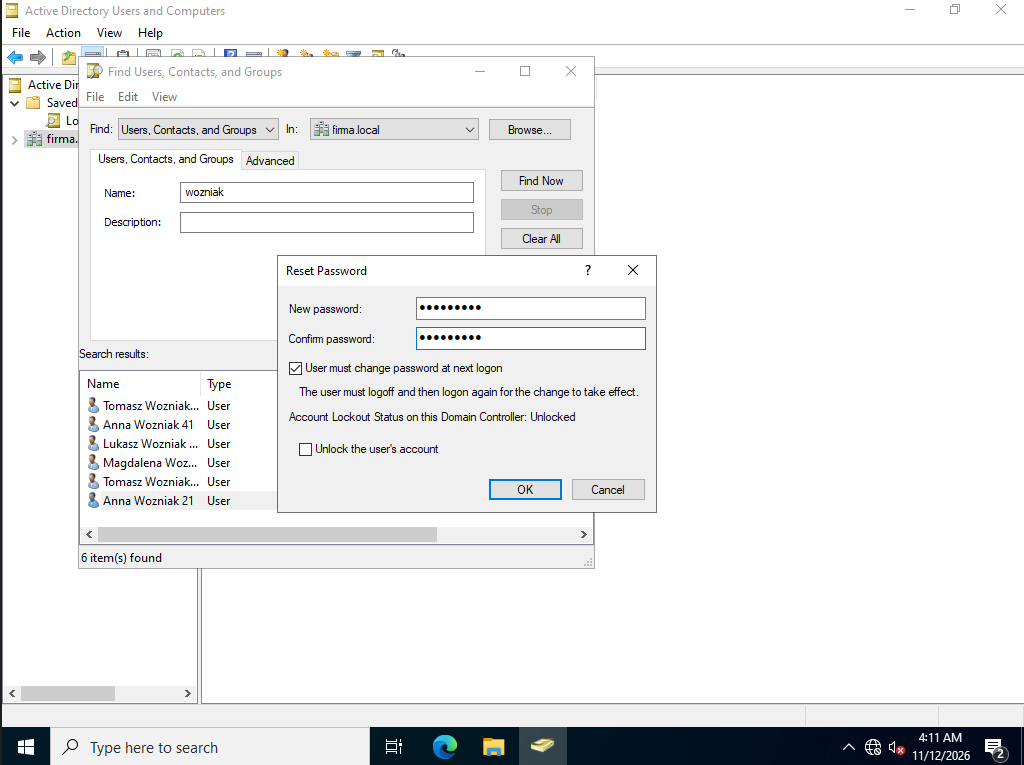 Active Directory Users and Computers
File Action View Help
Active Dir
Saved
Lo
firma.
Find Users, Contacts, and Groups
File Edit View
Find: Users, Contacts, and Groups In: firma.local Browse...
Users, Contacts, and Groups Advanced
Name: wozniak
Description:
Find Now
Stop
Clear All
Reset Password ?
New password: •••••••••
Confirm password: •••••••••
User must change password at next logon
The user must logoff and then logon again for the change to take effect.
Account Lockout Status on this Domain Controller: Unlocked
Unlock the user's account
OK Cancel
Search results:
Name Type
Tomasz Wozniak... User
Anna Wozniak 41 User
Lukasz Wozniak ... User
Magdalena Woz... User
Tomasz Wozniak... User
Anna Wozniak 21 User
6 item(s) found
Type here to search
4:11 AM
11/12/2026
2